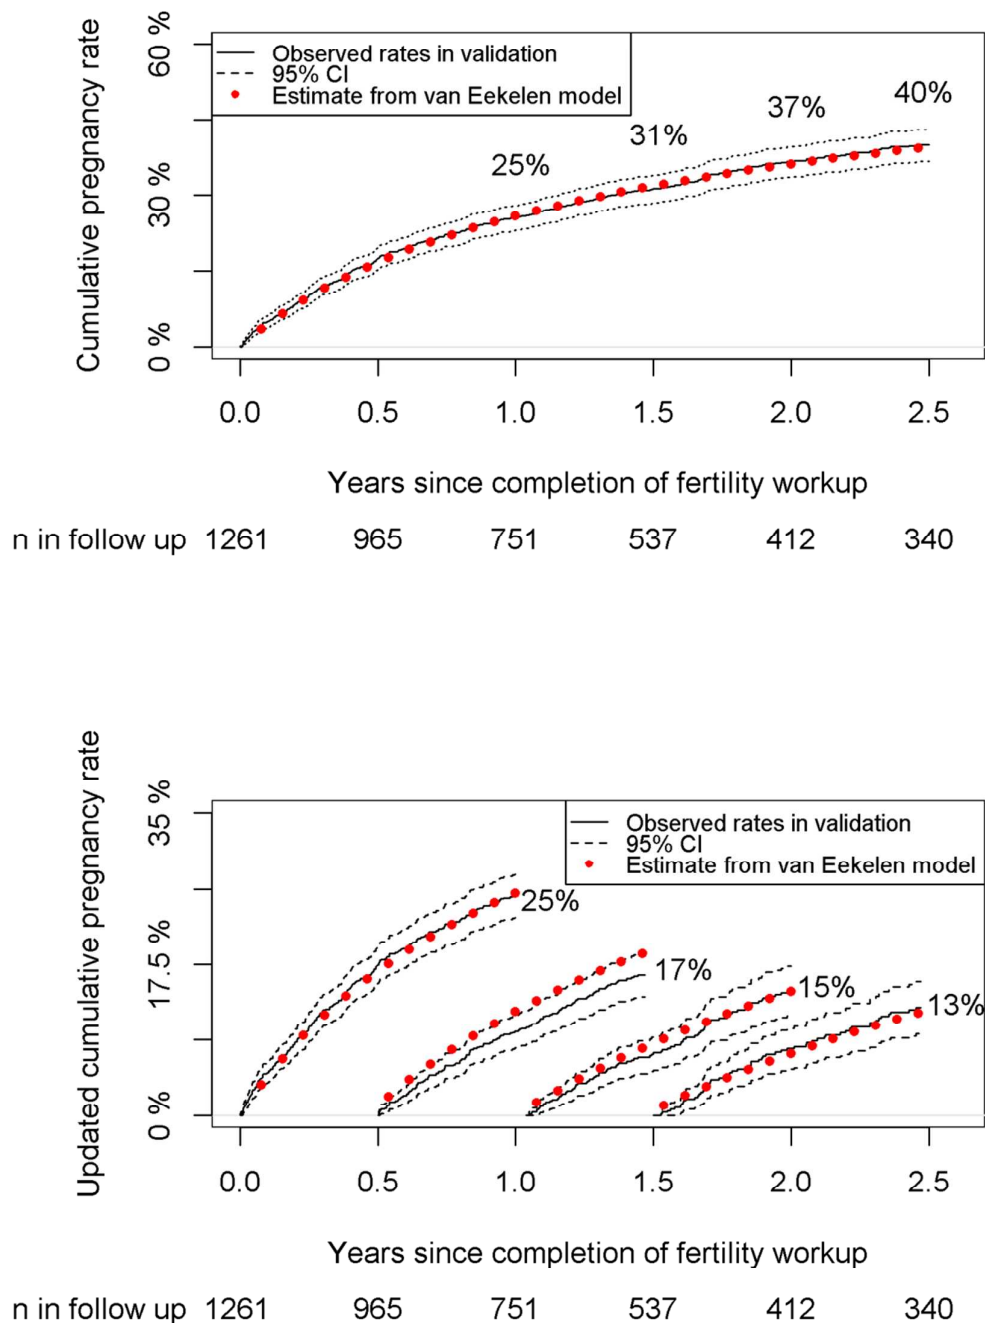 Cumulative pregnancy rate
60 %
30 %
0 %
Observed rates in validation
95% CI
Estimate from van Eekelen model
25%
31%
37%
40%
0.0 0.5 1.0 1.5 2.0 2.5
Years since completion of fertility workup
n in follow up 1261 965 751 537 412 340
Updated cumulative pregnancy rate
35 %
17.5 %
0 %
Observed rates in validation
95% CI
Estimate from van Eekelen model
25%
17%
15%
13%
0.0 0.5 1.0 1.5 2.0 2.5
Years since completion of fertility workup
n in follow up 1261 965 751 537 412 340